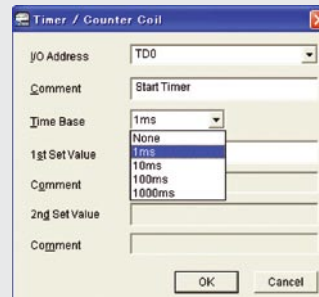 Timer / Counter Coil
I/O Address
TD0
Comment
Start Timer
Time Base
1ms
None
1ms
10ms
100ms
1000ms
1st Set Value
Comment
2nd Set Value
Comment
OK
Cancel